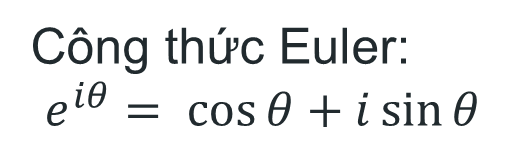 Công thức Euler:
e^{iθ} = cos θ + i sin θ